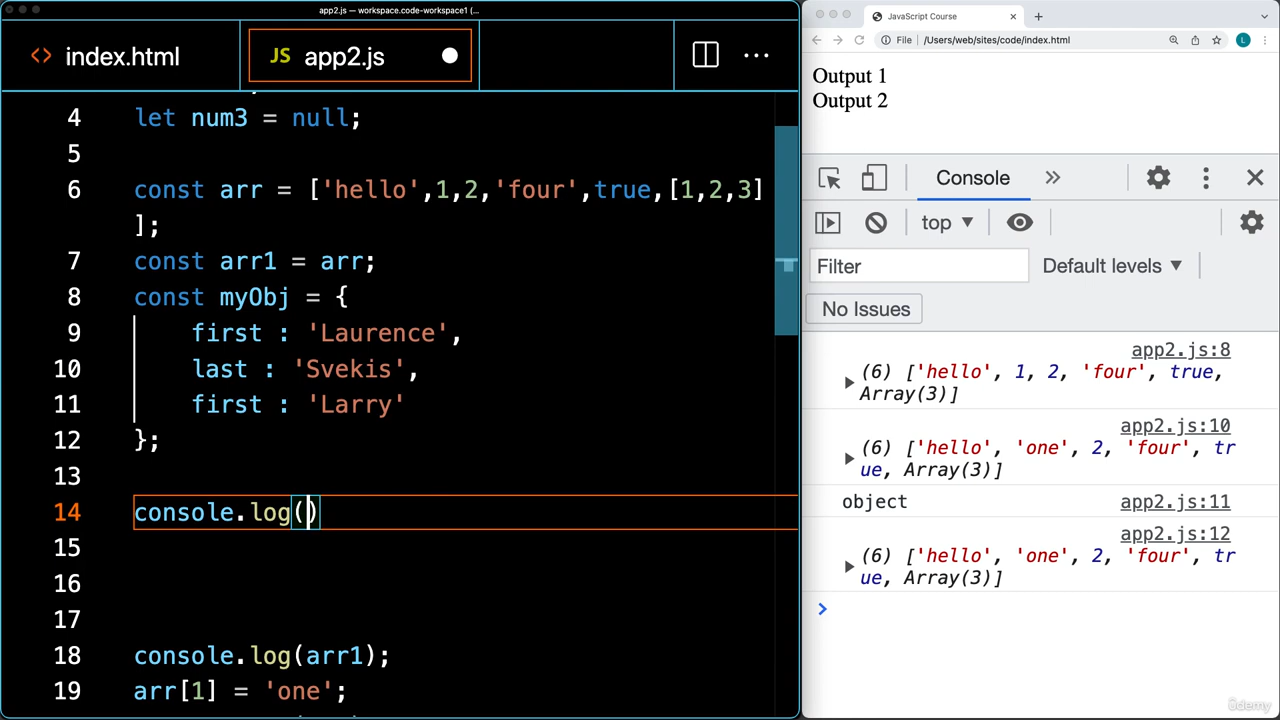 app2.js — workspace.code-workspace1 (...
index.html
JS app2.js
...
4 let num3 = null;
5
6 const arr = ['hello',1,2,'four',true,[1,2,3]
];
7 const arr1 = arr;
8 const myObj = {
9 first : 'Laurence',
10 last : 'Svekis',
11 first : 'Larry'
12 };
13
14 console.log()
15
16
17
18 console.log(arr1);
19 arr[1] = 'one';
JavaScript Course
File /Users/web/sites/code/index.html L
Output 1
Output 2
Console
top
Filter Default levels
No Issues
app2.js:8
(6) ['hello', 1, 2, 'four', true,
Array(3)]
app2.js:10
(6) ['hello', 'one', 2, 'four', tr
ue, Array(3)]
object app2.js:11
app2.js:12
(6) ['hello', 'one', 2, 'four', tr
ue, Array(3)]
ûdemy